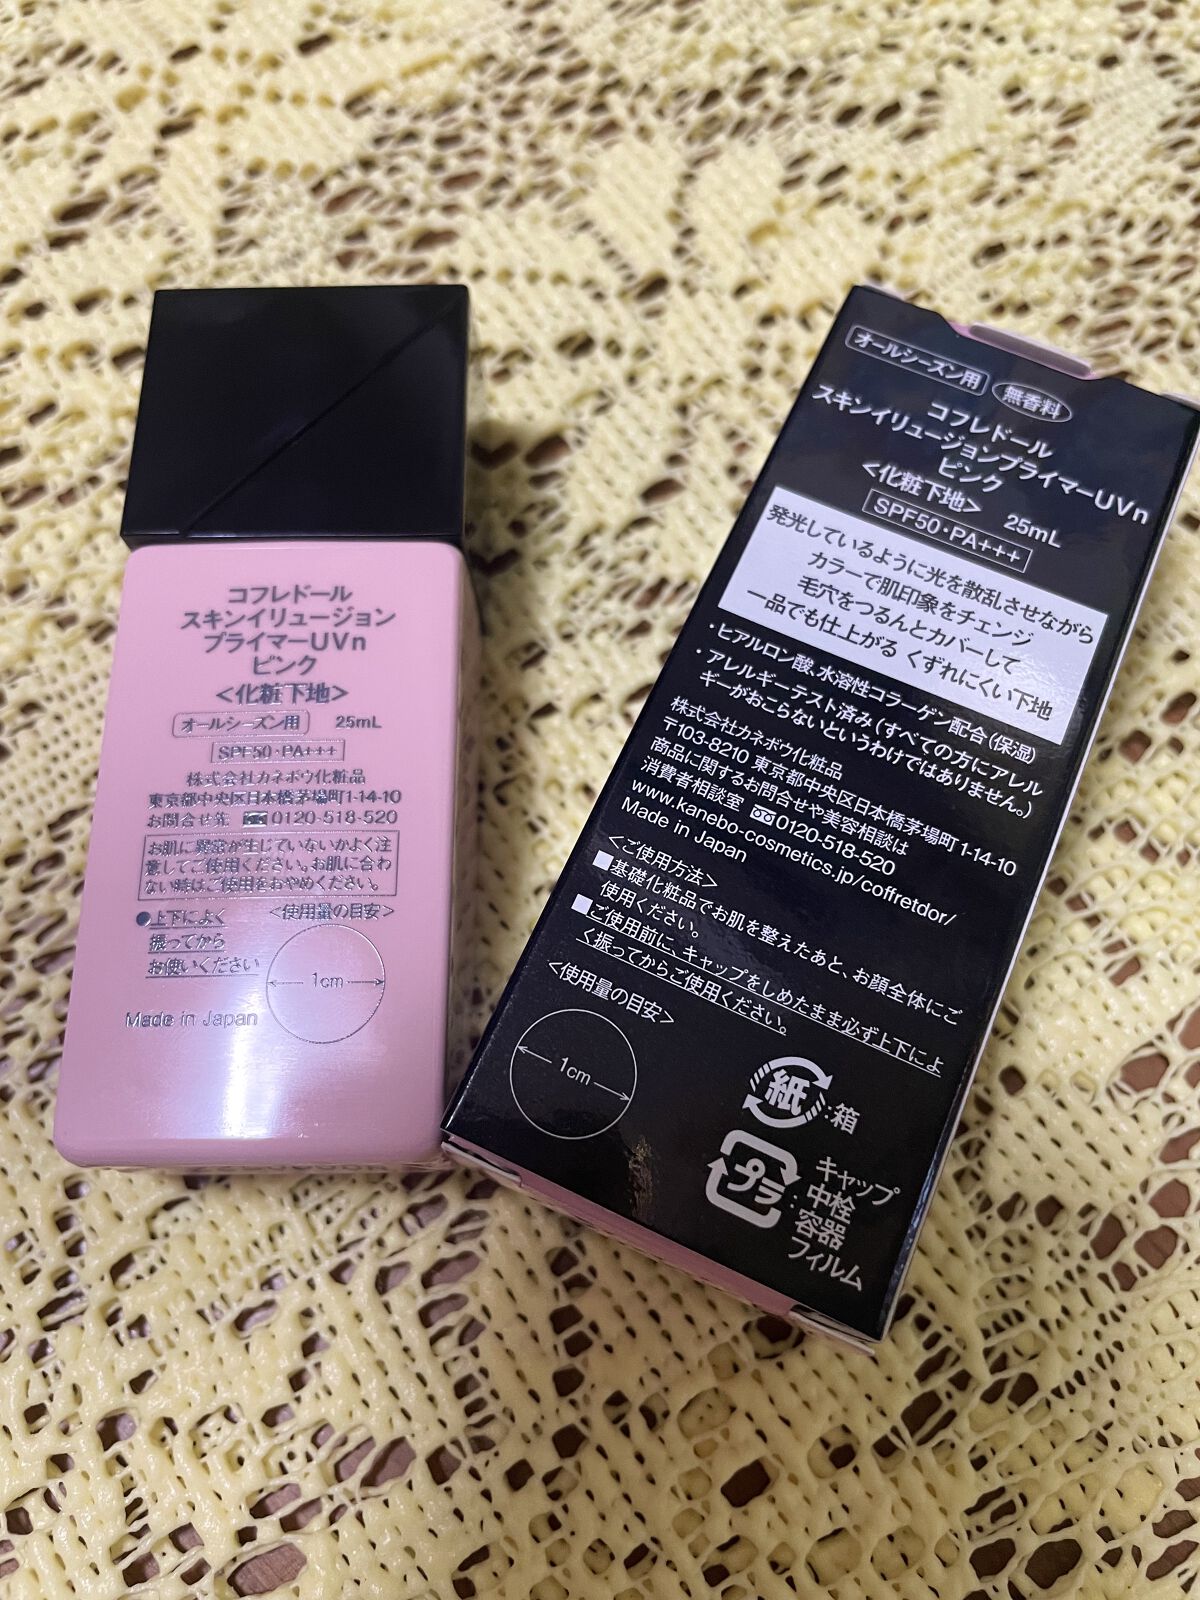 コフレドール
スキンイリュージョン
プライマーUVn
ピンク
<化粧下地>
オールシーズン用 25mL
SPF50・PA+++
株式会社カネボウ化粧品
東京都中央区日本橋茅場町1-14-10
お問合せ先 0120-518-520
お肌に異常が生じていないかよく注
意してご使用ください。お肌に合わ
ない時はご使用をおやめください。
●上下によく
振ってから
お使いください
<使用量の目安>
1cm
Made in Japan
オールシーズン用 無香料
コフレドール
スキンイリュージョンプライマーUVn
ピンク
<化粧下地> 25mL
SPF50・PA+++
発光しているように光を散乱させながら
カラーで肌印象をチェンジ
毛穴をつるんとカバーして
一品でも仕上がる くずれにくい下地
・ヒアルロン酸、水溶性コラーゲン配合(保湿)
・アレルギーテスト済み(すべての方にアレル
ギーがおこらないというわけではありません。)
株式会社カネボウ化粧品
〒103-8210 東京都中央区日本橋茅場町1-14-10
商品に関するお問合せや美容相談は
消費者相談室 0120-518-520
www.kanebo-cosmetics.jp/coffretdor/
Made in Japan
<ご使用方法>
■基礎化粧品でお肌を整えたあと、お顔全体にご
使用ください。
■ご使用前に、キャップをしめたまま必ず上下によ
く振ってからご使用ください。
<使用量の目安>
1cm
紙:箱
プラ:キャップ
中栓
容器
フィルム